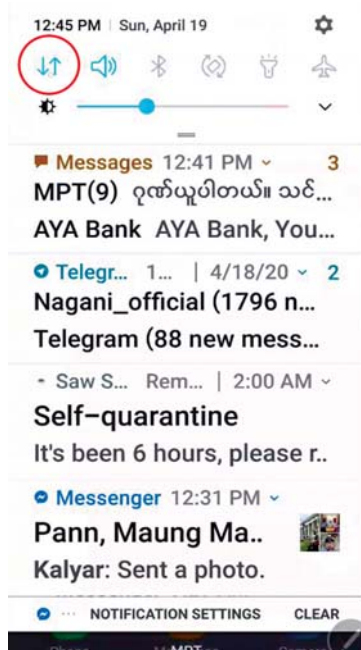 12:45 PM | Sun, April 19
Messages 12:41 PM 3
MPT(9) ဂုဏ်ယူပါတယ်။ သင်...
AYA Bank AYA Bank, You...
Telegr... 1... | 4/18/20 2
Nagani_official (1796 n...
Telegram (88 new mess...
Saw S... Rem... | 2:00 AM
Self-quarantine
It's been 6 hours, please r..
Messenger 12:31 PM
Pann, Maung Ma..
Kalyar: Sent a photo.
NOTIFICATION SETTINGS CLEAR
MPT